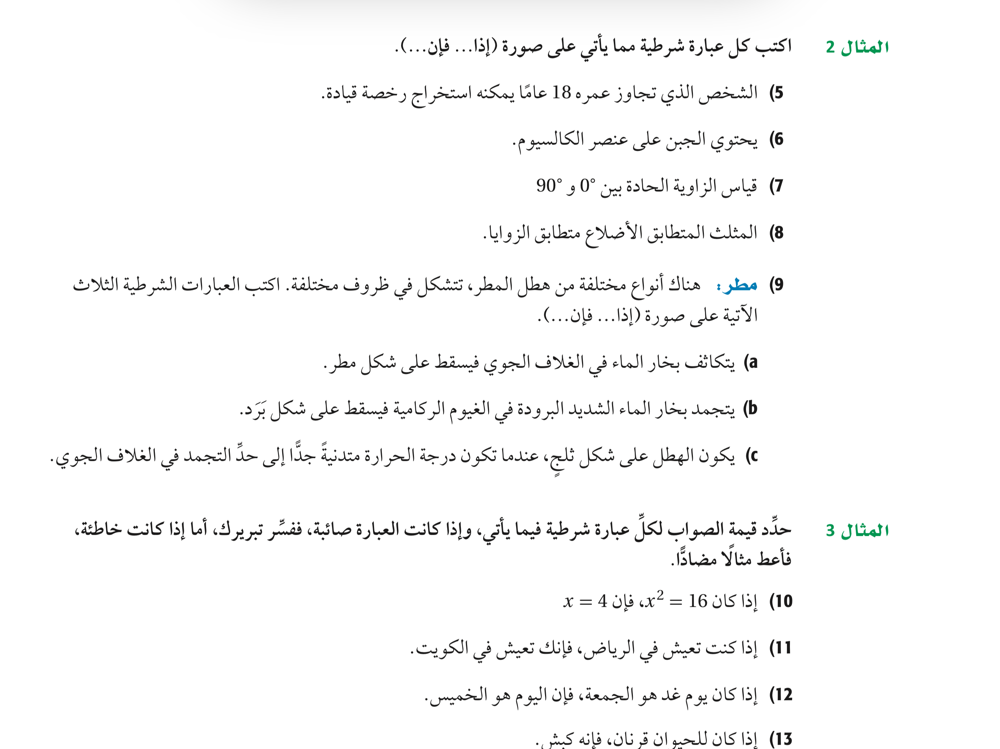 المثال 2 اكتب كل عبارة شرطية مما يأتي على صورة (إذا... فإن...).
5) الشخص الذي تجاوز عمره 18 عامًا يمكنه استخراج رخصة قيادة.
6) يحتوي الجبن على عنصر الكالسيوم.
7) قياس الزاوية الحادة بين 0° و 90°
8) المثلث المتطابق الأضلاع متطابق الزوايا.
9) مطر: هناك أنواع مختلفة من هطل المطر، تتشكل في ظروف مختلفة. اكتب العبارات الشرطية الثلاث
الآتية على صورة (إذا... فإن...).
a) يتكاثف بخار الماء في الغلاف الجوي فيسقط على شكل مطر.
b) يتجمد بخار الماء الشديد البرودة في الغيوم الركامية فيسقط على شكل بَرَد.
c) يكون الهطل على شكل ثلجٍ، عندما تكون درجة الحرارة متدنيةً جدًّا إلى حدِّ التجمد في الغلاف الجوي.
المثال 3 حدِّد قيمة الصواب لكلِّ عبارة شرطية فيما يأتي، وإذا كانت العبارة صائبة، ففسِّر تبريرك، أما إذا كانت خاطئة،
فأعط مثالًا مضادًّا.
10) إذا كان x² = 16، فإن x = 4
11) إذا كنت تعيش في الرياض، فإنك تعيش في الكويت.
12) إذا كان يوم غد هو الجمعة، فإن اليوم هو الخميس.
13) إذا كان للحيوان قرنان، فإنه كبش.